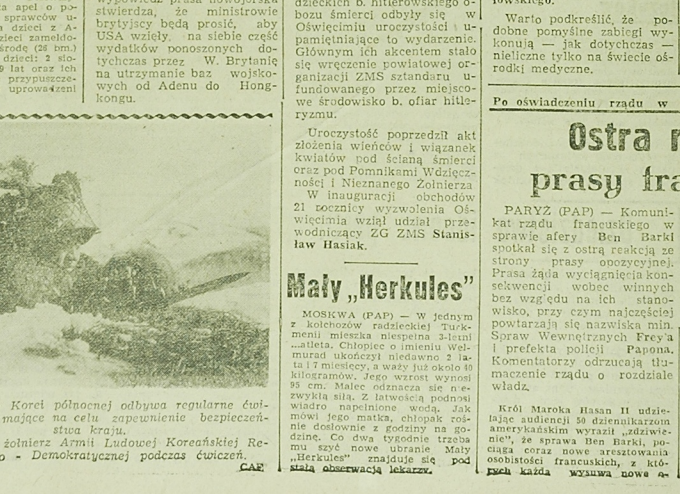 a apel o po-
sprawców u-
a dzieci z A-
dzieci zameldo-
środę (26 bm.)
dzieci: 2 sio-
9 lat oraz ich
przypuszcze-
uprowadzeni
stwierdza, że ministrowie
brytyjscy będą prosić, aby
USA wzięły, na siebie część
wydatków ponoszonych do-
tychczas przez W. Brytanię
na utrzymanie baz wojsko-
wych od Adenu do Hong-
kongu.
Korei północnej odbywa regularne ćwi-
mające na celu zapewnienie bezpieczeń-
stwa kraju.
żołnierz Armii Ludowej Koreańskiej Re-
o - Demokratycznej podczas ćwiczeń.
CAF
dzieckich b. hitlerowskiego o-
bozu śmierci odbyły się w
Oświęcimiu uroczystości u-
pamiętniające to wydarzenie.
Głównym ich akcentem stało
się wręczenie powiatowej or-
ganizacji ZMS sztandaru u-
fundowanego przez miejsco-
we środowisko b. ofiar hitle-
ryzmu.
Uroczystość poprzedził akt
złożenia wieńców i wiązanek
kwiatów pod ścianą śmierci
oraz pod Pomnikami Wdzięcz-
ności i Nieznanego Żołnierza
W inauguracji obchodów
21 rocznicy wyzwolenia Oś-
więcimia wziął udział prze-
wodniczący ZG ZMS Stanis-
ław Hasiak.
Mały „Herkules”
MOSKWA (PAP) — W jednym
z kołchozów radzieckiej Turk-
menii mieszka niespełna 3-letni
„atleta. Chłopiec o imieniu Wel-
murad ukończył niedawno 2 la-
ta i 7 miesięcy, a waży już około 40
kilogramów. Jego wzrost wynosi
95 cm. Malec odznacza się nie-
zwykłą siłą. Z łatwością podnosi
wiadro napełnione wodą. Jak
mówi jego matka, chłopak roś-
nie dosłownie z godziny na go-
dzinę. Co dwa tygodnie trzeba
mu szyć nowe ubranie Mały
„Herkules” znajduje się pod
stałą obserwacją lekarzy.
Warto podkreślić, że po-
dobne pomyślne zabiegi wy-
konują — jak dotychczas —
nieliczne tylko na świecie oś-
rodki medyczne.
Po oświadczeniu rządu w
Ostra
prasy
PARYŻ (PAP) — Komuni-
kat rządu francuskiego w
sprawie afery Ben Barki
spotkał się z ostrą reakcją ze
strony prasy opozycyjnej.
Prasa żąda wyciągnięcia kon-
sekwencji wobec winnych
bez względu na ich stano-
wisko, przy czym najczęściej
powtarzają się nazwiska min.
Spraw Wewnętrznych Frey'a
i prefekta policji Papona.
Komentatorzy odrzucają tłu-
maczenie rządu o rozdziale
władz.
Król Maroka Hasan II udzie-
lając audiencji 50 dziennikarzom
amerykańskim wyraził „zdziwie-
nie”, że sprawa Ben Barki, po-
ciąga coraz nowe aresztowania
osobistości francuskich, z któ-
rych każda wysuwa nowe o-